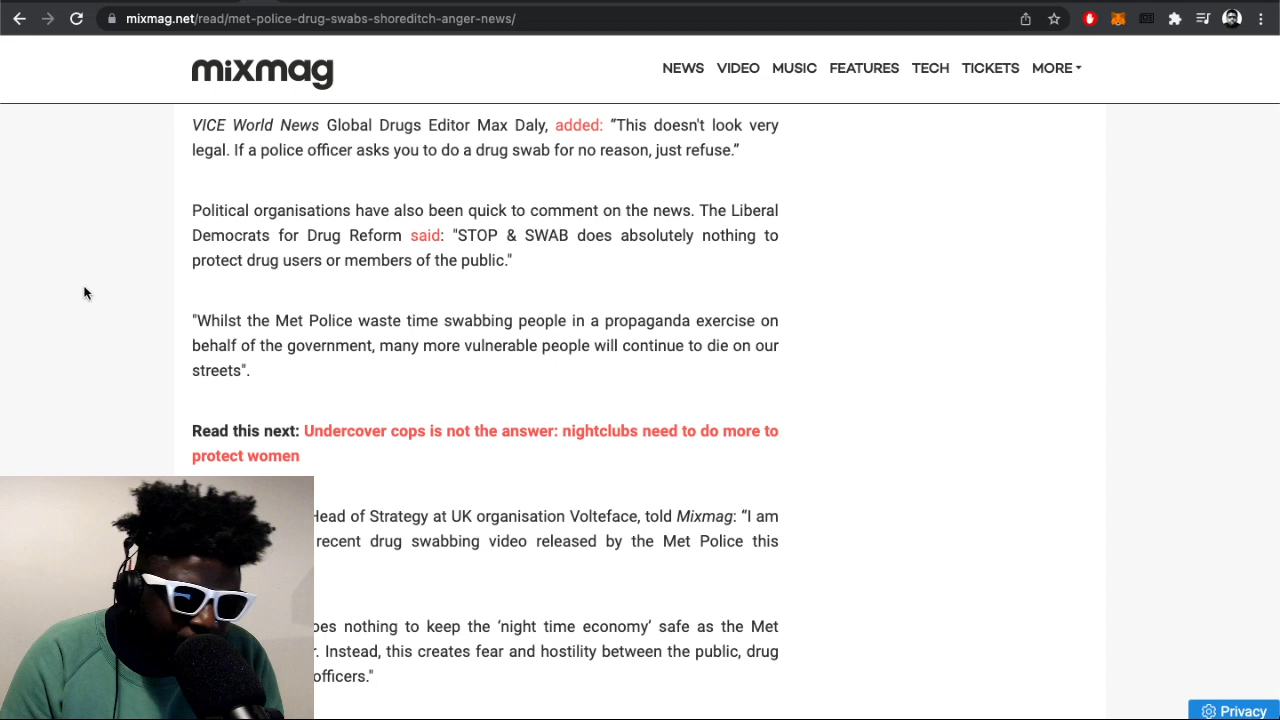 mixmag.net/read/met-police-drug-swabs-shoreditch-anger-news/
mixmag
NEWS VIDEO MUSIC FEATURES TECH TICKETS MORE
VICE World News Global Drugs Editor Max Daly, added: “This doesn't look very
legal. If a police officer asks you to do a drug swab for no reason, just refuse.”
Political organisations have also been quick to comment on the news. The Liberal
Democrats for Drug Reform said: "STOP & SWAB does absolutely nothing to
protect drug users or members of the public."
"Whilst the Met Police waste time swabbing people in a propaganda exercise on
behalf of the government, many more vulnerable people will continue to die on our
streets".
Read this next: Undercover cops is not the answer: nightclubs need to do more to
protect women
Head of Strategy at UK organisation Volteface, told Mixmag: “I am
recent drug swabbing video released by the Met Police this
nothing to keep the ‘night time economy’ safe as the Met
Instead, this creates fear and hostility between the public, drug
officers."
Privacy